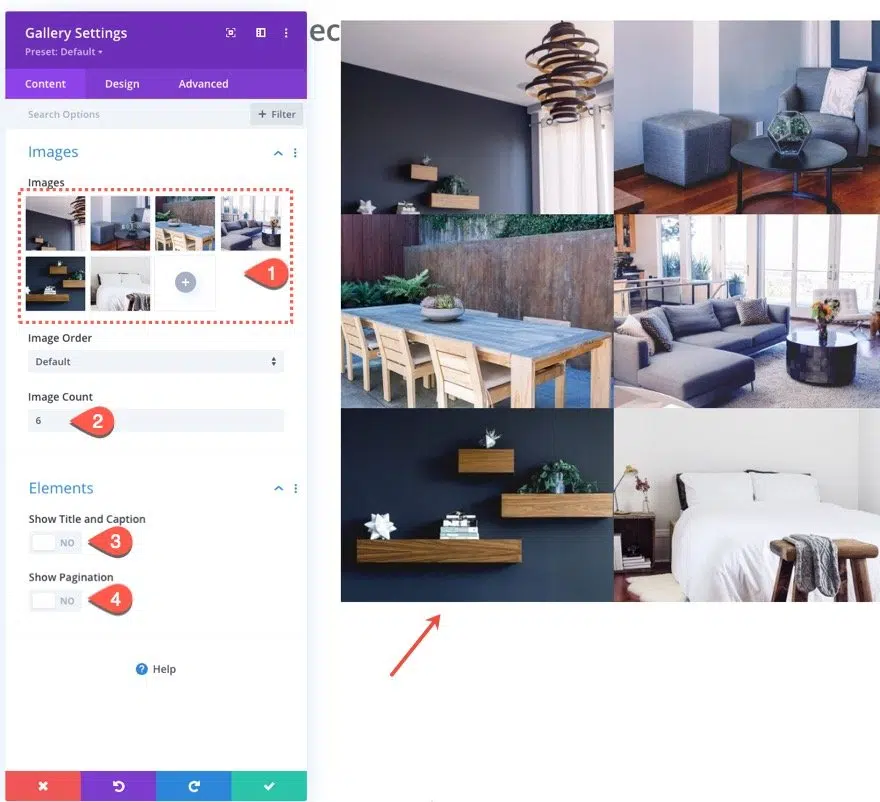 Gallery Settings
Preset: Default
ec
Content Design Advanced
Search Options + Filter
Images
Images
1
Image Order
Default
Image Count
6
2
Elements
Show Title and Caption
NO
3
Show Pagination
NO
4
? Help